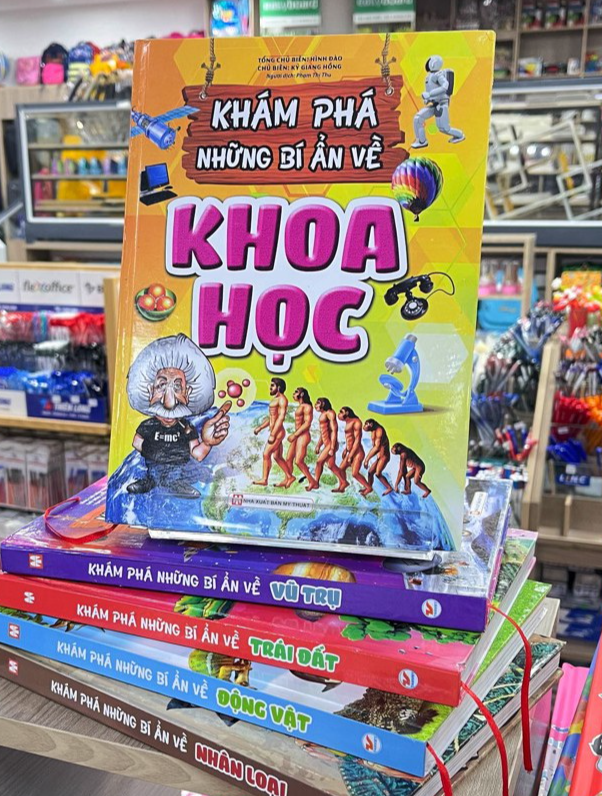 TỔNG CHỦ BIÊN: HÌNH ĐÀO
CHỦ BIÊN: KỶ GIANG HỒNG
Người dịch: Phạm Thị Thu
KHÁM PHÁ
NHỮNG BÍ ẨN VỀ
KHOA
HỌC
E=mc²
NHÀ XUẤT BẢN MỸ THUẬT
KHÁM PHÁ NHỮNG BÍ ẨN VỀ VŨ TRỤ
KHÁM PHÁ NHỮNG BÍ ẨN VỀ TRÁI ĐẤT
KHÁM PHÁ NHỮNG BÍ ẨN VỀ ĐỘNG VẬT
KHÁM PHÁ NHỮNG BÍ ẨN VỀ NHÂN LOẠI
flexoffice
THIEN LONG